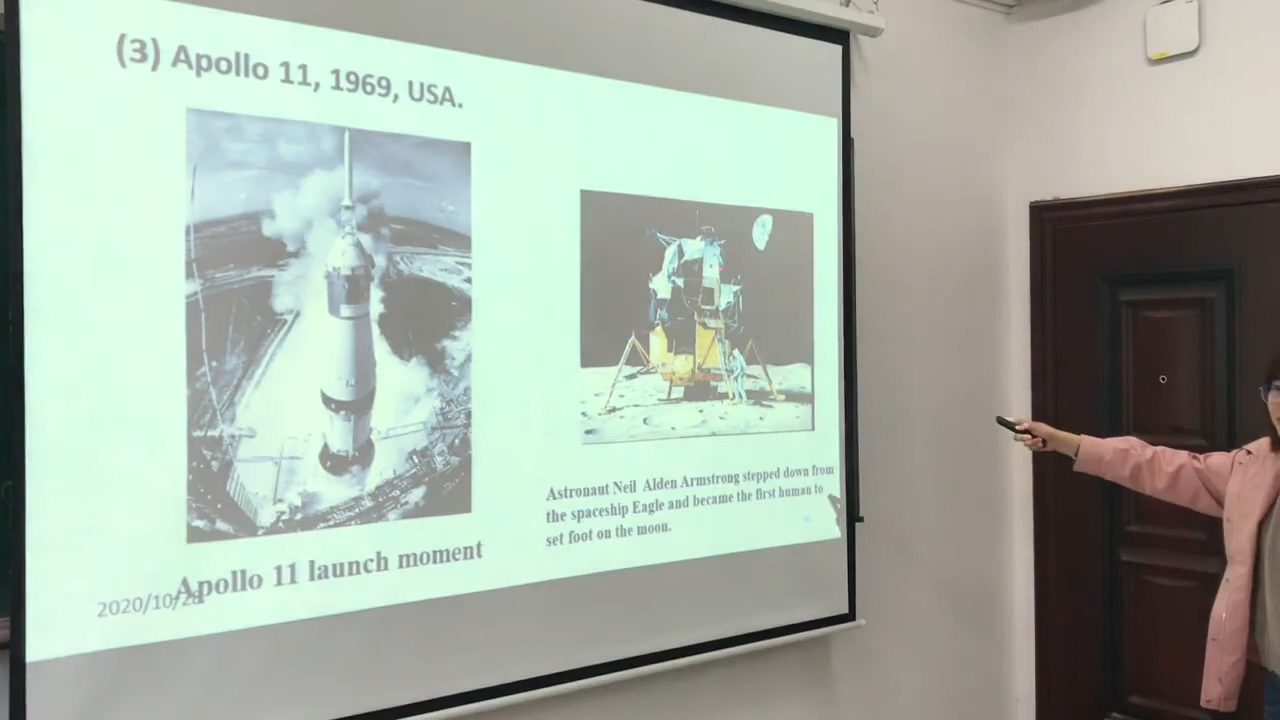 (3) Apollo 11, 1969, USA.
Astronaut Neil Alden Armstrong stepped down from
the spaceship Eagle and became the first human to
set foot on the moon.
Apollo 11 launch moment
2020/10/28